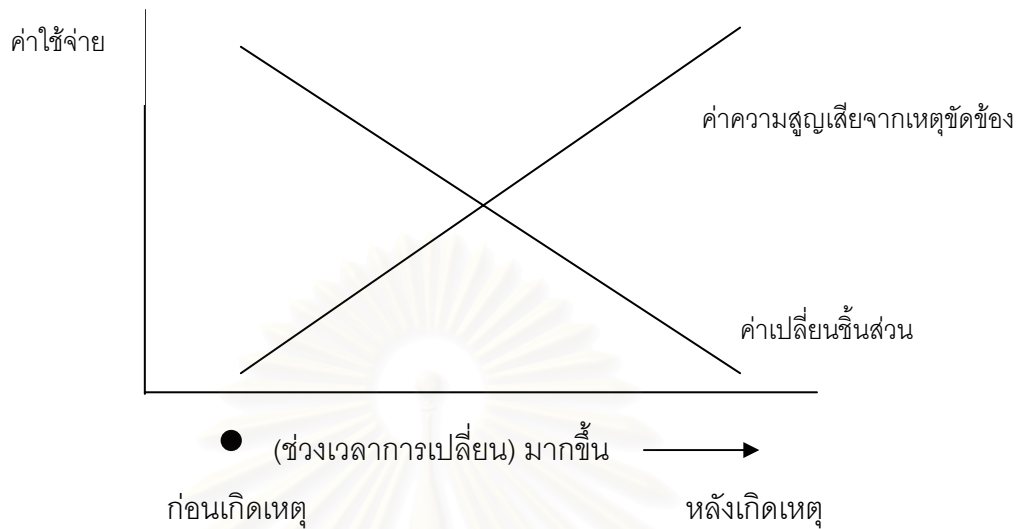 ค่าใช้จ่าย
ค่าความสูญเสียจากเหตุขัดข้อง
ค่าเปลี่ยนชิ้นส่วน
(ช่วงเวลาการเปลี่ยน) มากขึ้น
ก่อนเกิดเหตุ หลังเกิดเหตุ